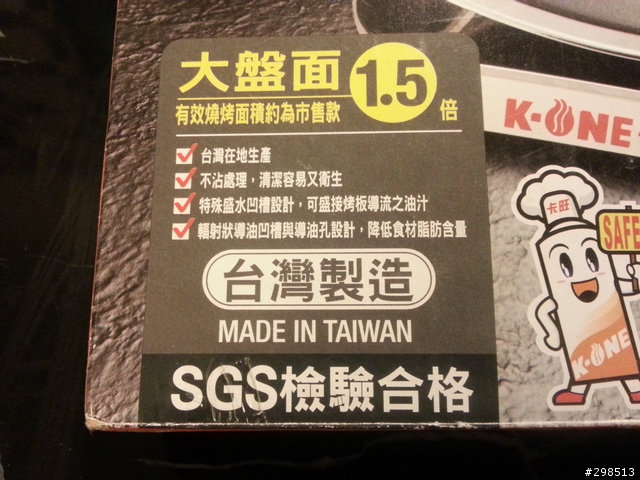 大盤面
有效燒烤面積約為市售款
1.5
倍
台灣在地生產
不沾處理，清潔容易又衛生
特殊盛水凹槽設計，可盛接烤板導流之油汁
輻射狀導油凹槽與導油孔設計，降低食材脂肪含量
台灣製造
MADE IN TAIWAN
SGS檢驗合格
K-ONE
卡旺
SAFE
K-ONE
#298513